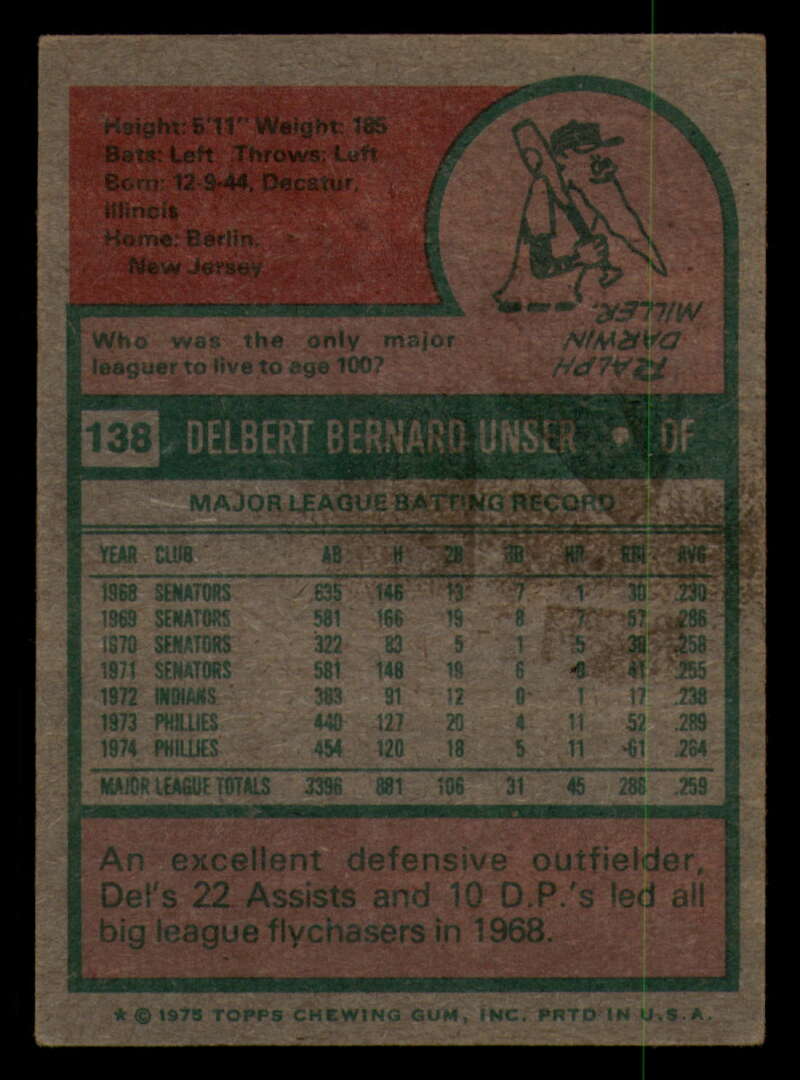 Height: 5'11" Weight: 185
Bats: Left Throws: Left
Born: 12-9-44, Decatur,
Illinois
Home: Berlin,
New Jersey
Who was the only major
leaguer to live to age 100?
RALPH
DARWIN
MILLER.
138 DELBERT BERNARD UNSER • OF
MAJOR LEAGUE BATTING RECORD
YEAR CLUB AB H 2B 3B HR RBI AVG
1968 SENATORS 635 146 13 7 1 30 .230
1969 SENATORS 581 166 19 8 7 57 .286
1970 SENATORS 322 83 5 1 5 30 .258
1971 SENATORS 581 148 19 6 9 41 .255
1972 INDIANS 383 91 12 0 1 17 .238
1973 PHILLIES 440 127 20 4 11 52 .289
1974 PHILLIES 454 120 18 5 11 61 .264
MAJOR LEAGUE TOTALS 3396 881 106 31 45 288 .259
An excellent defensive outfielder,
Del's 22 Assists and 10 D.P.'s led all
big league flychasers in 1968.
* © 1975 TOPPS CHEWING GUM, INC. PRTD IN U.S.A.